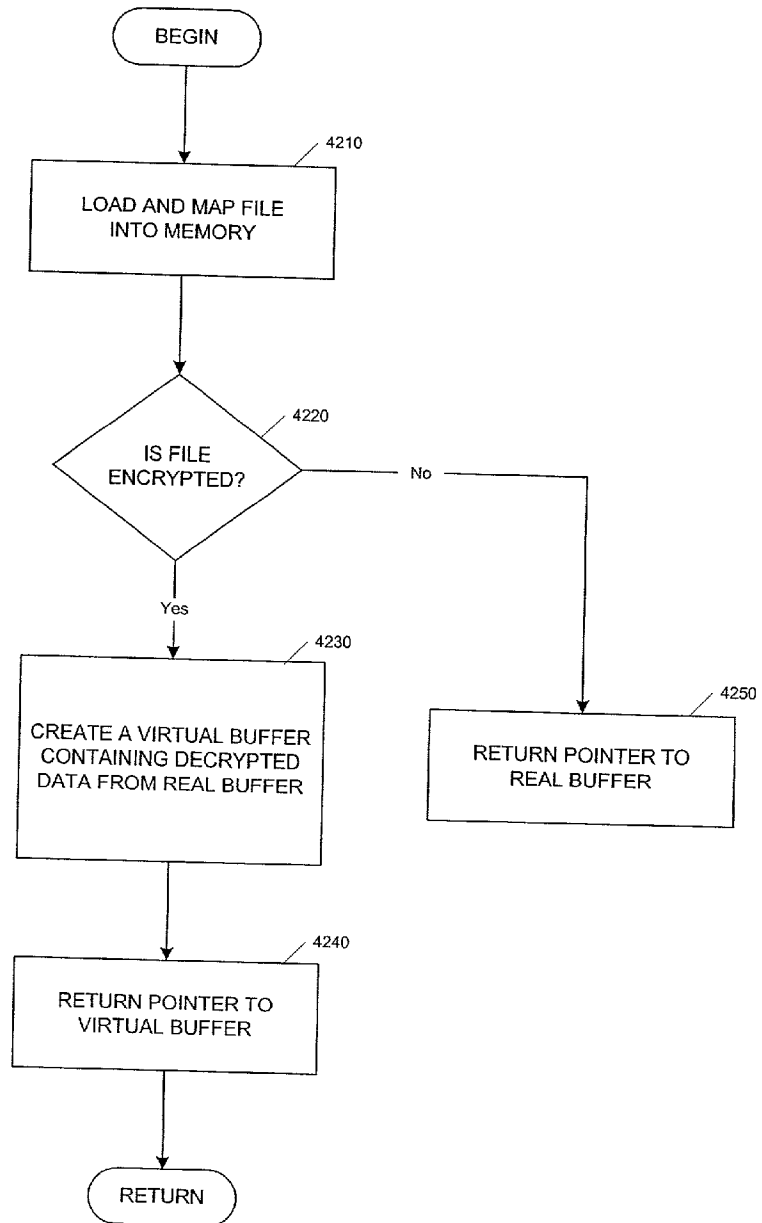 BEGIN
4210
LOAD AND MAP FILE
INTO MEMORY
4220
IS FILE
ENCRYPTED?
No
Yes
4230
CREATE A VIRTUAL BUFFER
CONTAINING DECRYPTED
DATA FROM REAL BUFFER
4250
RETURN POINTER TO
REAL BUFFER
4240
RETURN POINTER TO
VIRTUAL BUFFER
RETURN